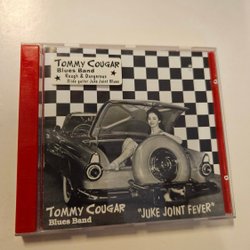 TOMMY COUGAR
Blues Band
Rough & Dangerous
Slide guitar Juke Joint Blues
TOMMY COUGAR
Blues Band
"JUKE JOINT FEVER"